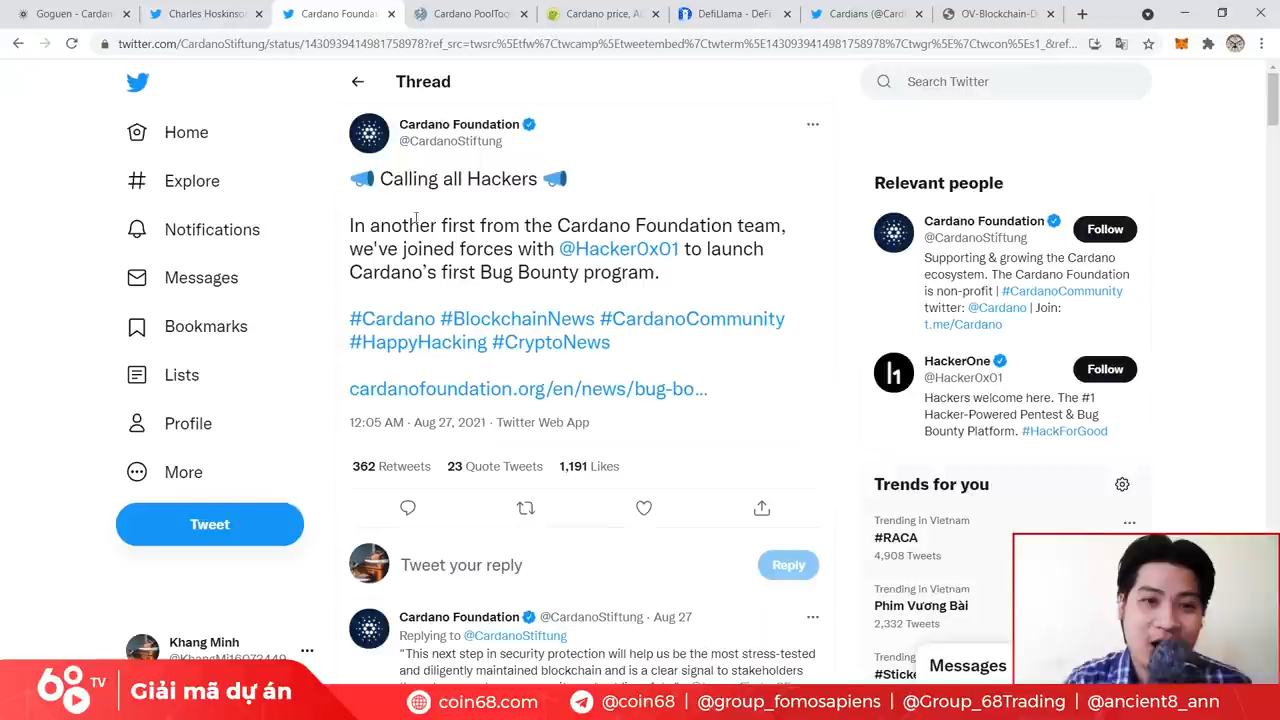 Goguen - Cardan
Charles Hoskinso
Cardano Founda
Cardano PoolToo
Cardano price, A
DefiLlama - DeFi
Cardians (@Card
OV-Blockchain-D
twitter.com/CardanoStiftung/status/1430939414981758978?ref_src=twsrc%5Etfw%7Ctwcamp%5Etweetembed%7Ctwterm%5E1430939414981758978%7Ctwgr%5E%7Ctwcon%5Es1_&ref...
Home
Explore
Notifications
Messages
Bookmarks
Lists
Profile
More
Tweet
Khang Minh
Thread
Cardano Foundation
@CardanoStiftung
Calling all Hackers
In another first from the Cardano Foundation team,
we've joined forces with @Hacker0x01 to launch
Cardano's first Bug Bounty program.
#Cardano #BlockchainNews #CardanoCommunity
#HappyHacking #CryptoNews
cardanofoundation.org/en/news/bug-bo...
12:05 AM · Aug 27, 2021 · Twitter Web App
362 Retweets 23 Quote Tweets 1,191 Likes
Tweet your reply
Reply
Cardano Foundation @CardanoStiftung · Aug 27
Replying to @CardanoStiftung
"This next step in security protection will help us be the most stress-tested
and diligently maintained blockchain and is a clear signal to stakeholders
Search Twitter
Relevant people
Cardano Foundation
@CardanoStiftung
Follow
Supporting & growing the Cardano
ecosystem. The Cardano Foundation
is non-profit | #CardanoCommunity
twitter: @Cardano | Join:
t.me/Cardano
HackerOne
@Hacker0x01
Follow
Hackers welcome here. The #1
Hacker-Powered Pentest & Bug
Bounty Platform. #HackForGood
Trends for you
Trending in Vietnam
#RACA
4,908 Tweets
Trending in Vietnam
Phim Vương Bài
2,332 Tweets
Trending
#Sticke
Messages
68 TV
Giải mã dự án
coin68.com
@coin68 | @group_fomosapiens | @Group_68Trading | @ancient8_ann